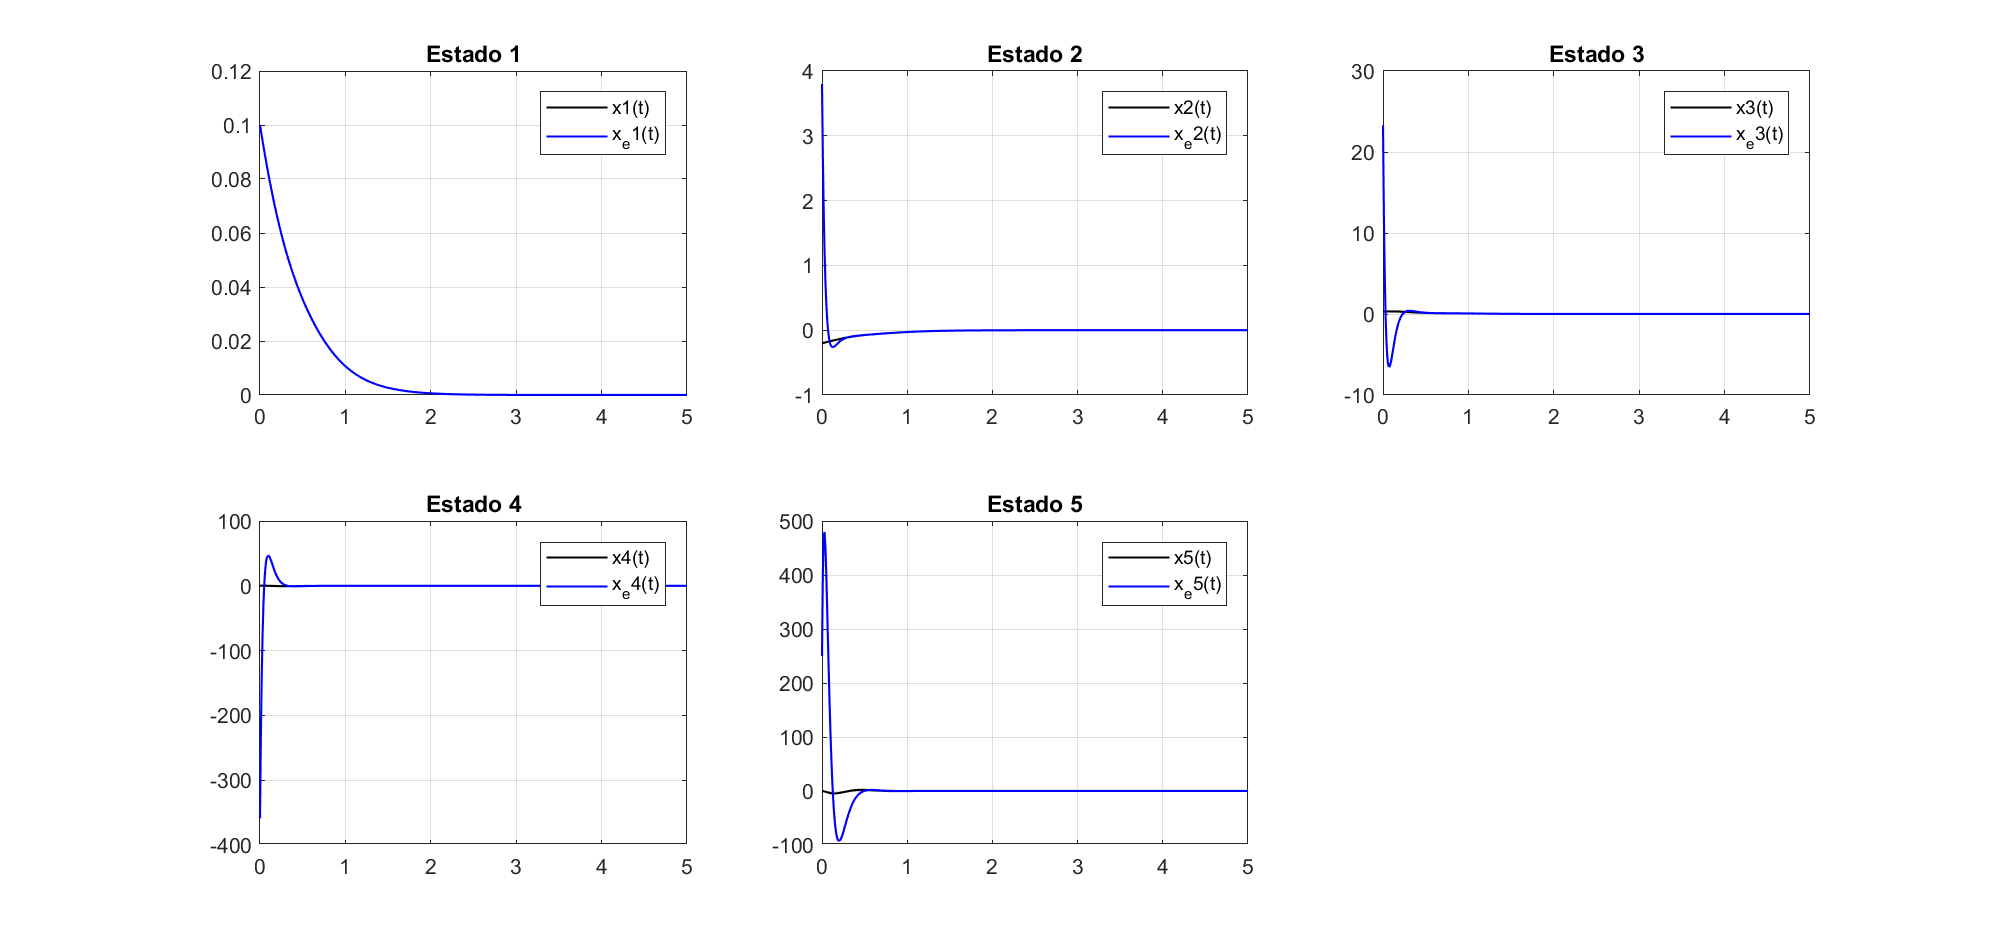 Estado 1
0.12
0.1
0.08
0.06
0.04
0.02
0
0 1 2 3 4 5
x1(t)
x_e1(t)
Estado 2
4
3
2
1
0
-1
0 1 2 3 4 5
x2(t)
x_e2(t)
Estado 3
30
20
10
0
-10
0 1 2 3 4 5
x3(t)
x_e3(t)
Estado 4
100
0
-100
-200
-300
-400
0 1 2 3 4 5
x4(t)
x_e4(t)
Estado 5
500
400
300
200
100
0
-100
0 1 2 3 4 5
x5(t)
x_e5(t)